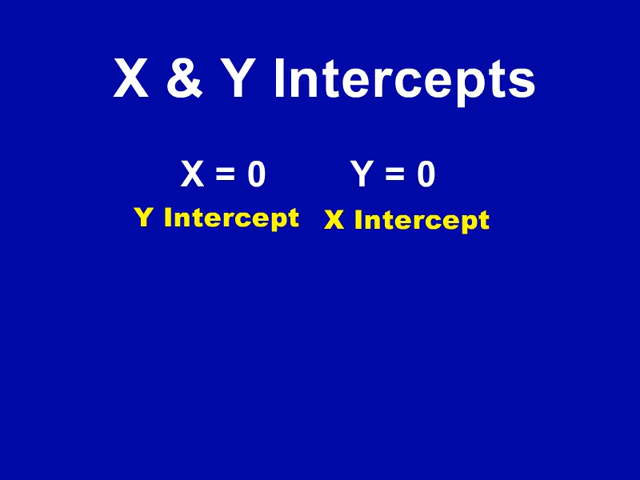 X & Y Intercepts
X = 0 Y = 0
Y Intercept X Intercept